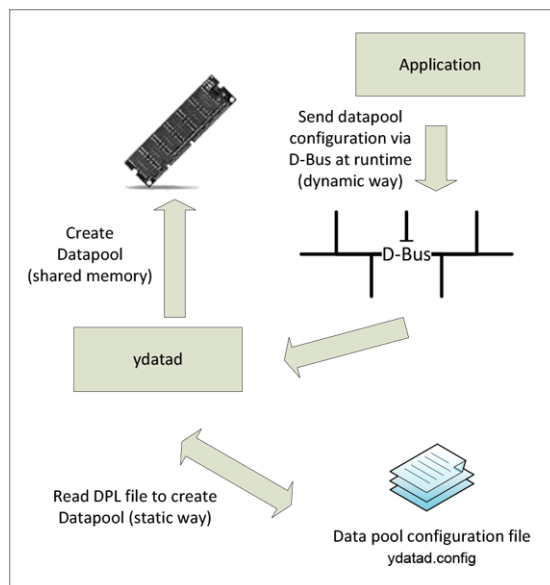 Application
Send datapool
configuration via
D-Bus at runtime
(dynamic way)
Create
Datapool
(shared memory)
D-Bus
ydatad
Read DPL file to create
Datapool (static way)
Data pool configuration file
ydatad.config